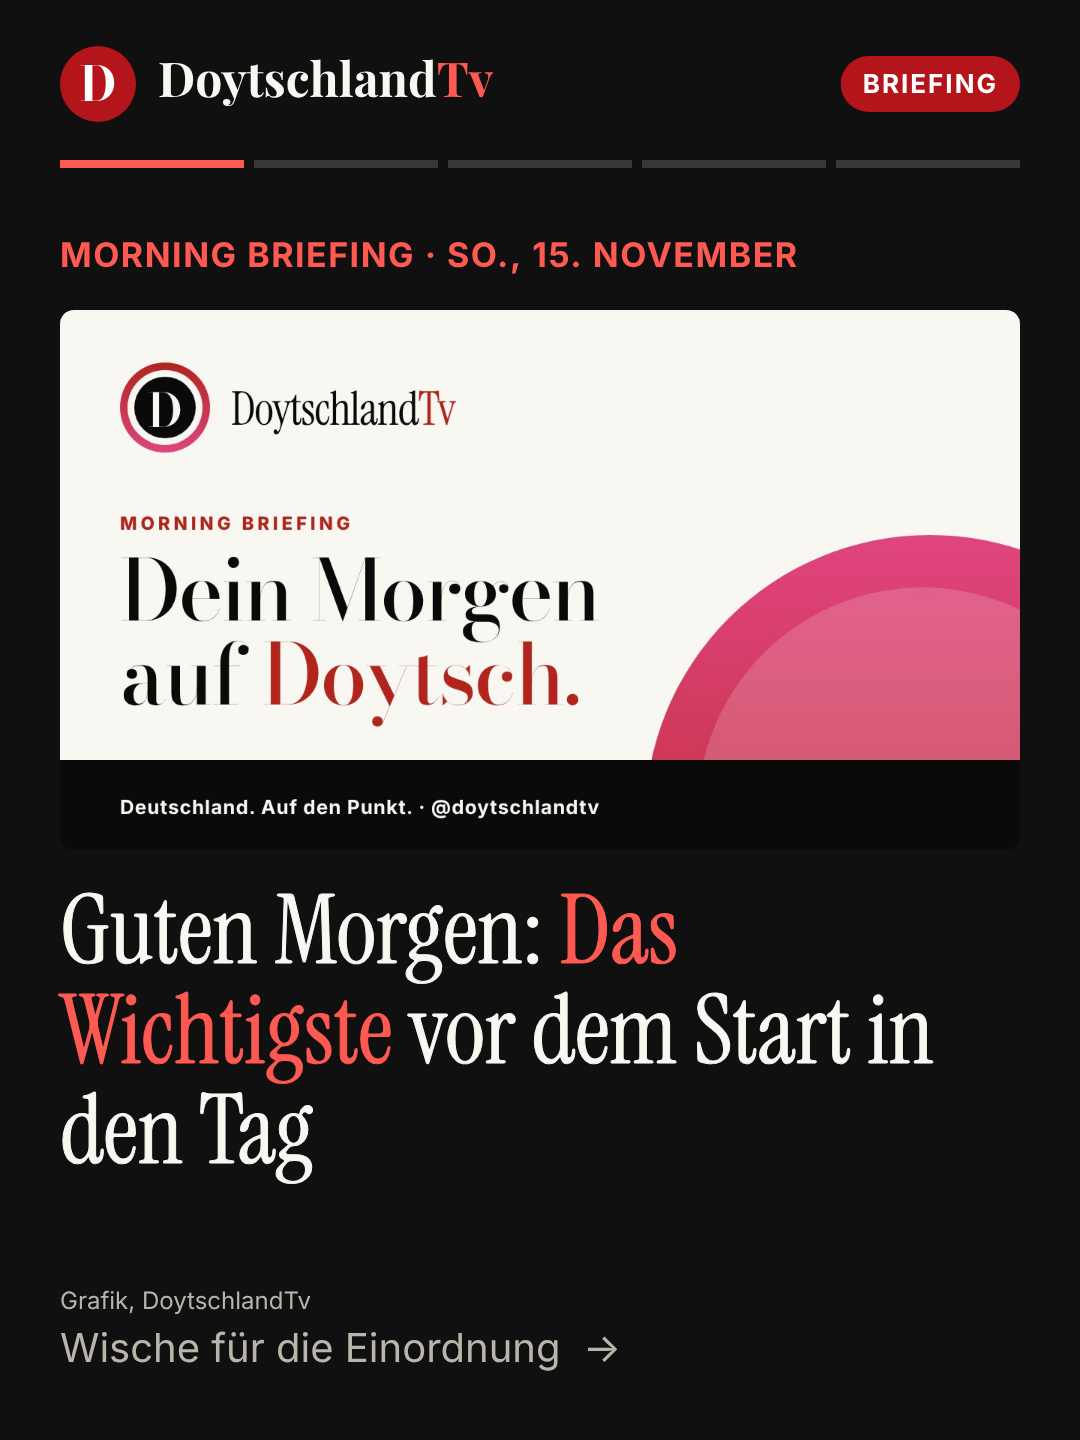 D DoytschlandTv
BRIEFING
MORNING BRIEFING · SO., 15. NOVEMBER
D DoytschlandTv
MORNING BRIEFING
Dein Morgen
auf Doytsch.
Deutschland. Auf den Punkt. · @doytschlandtv
Guten Morgen: Das
Wichtigste vor dem Start in
den Tag
Grafik, DoytschlandTv
Wische für die Einordnung →